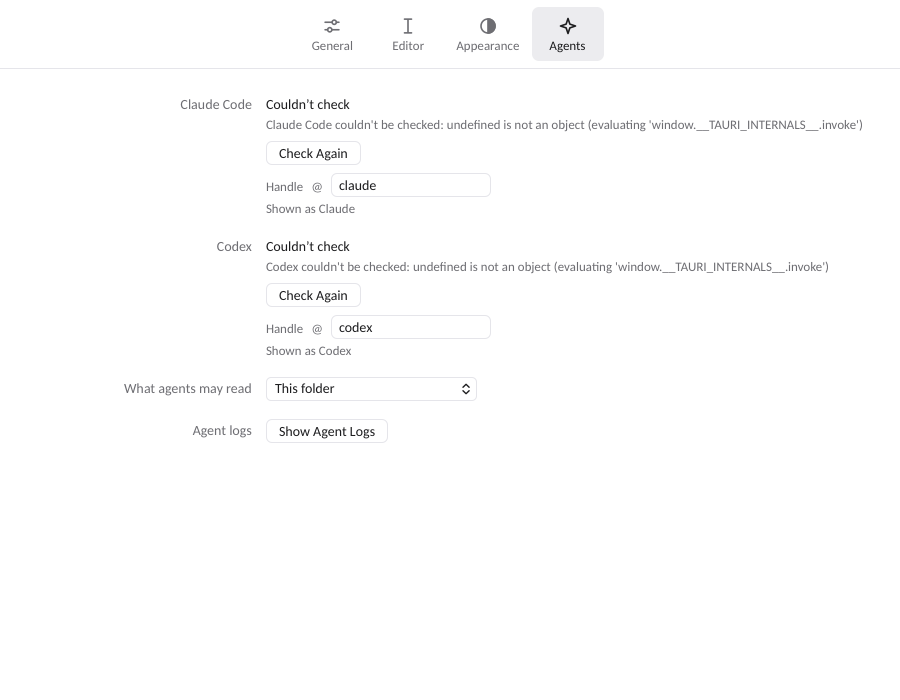 General
Editor
Appearance
Agents
Claude Code
Couldn't check
Claude Code couldn't be checked: undefined is not an object (evaluating 'window.__TAURI_INTERNALS__.invoke')
Check Again
Handle @ claude
Shown as Claude
Codex
Couldn't check
Codex couldn't be checked: undefined is not an object (evaluating 'window.__TAURI_INTERNALS__.invoke')
Check Again
Handle @ codex
Shown as Codex
What agents may read
This folder
Agent logs
Show Agent Logs